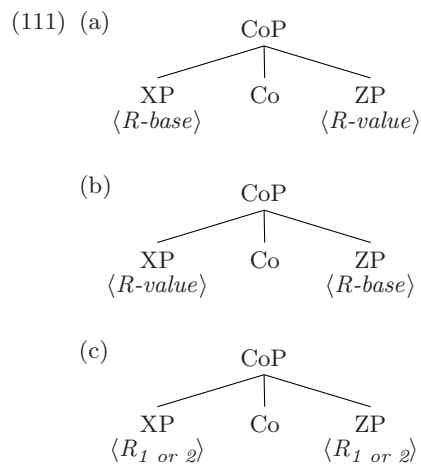 (111) (a)
CoP
XP Co ZP
⟨R-base⟩ ⟨R-value⟩
(b)
CoP
XP Co ZP
⟨R-value⟩ ⟨R-base⟩
(c)
CoP
XP Co ZP
⟨R1 or 2⟩ ⟨R1 or 2⟩